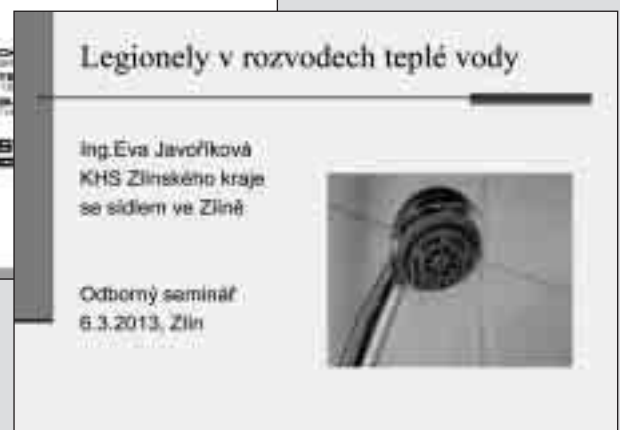 Legionely v rozvodech teplé vody
Ing.Eva Javoříková
KHS Zlínského kraje
se sídlem ve Zlíně
Odborný seminář
6.3.2013, Zlín